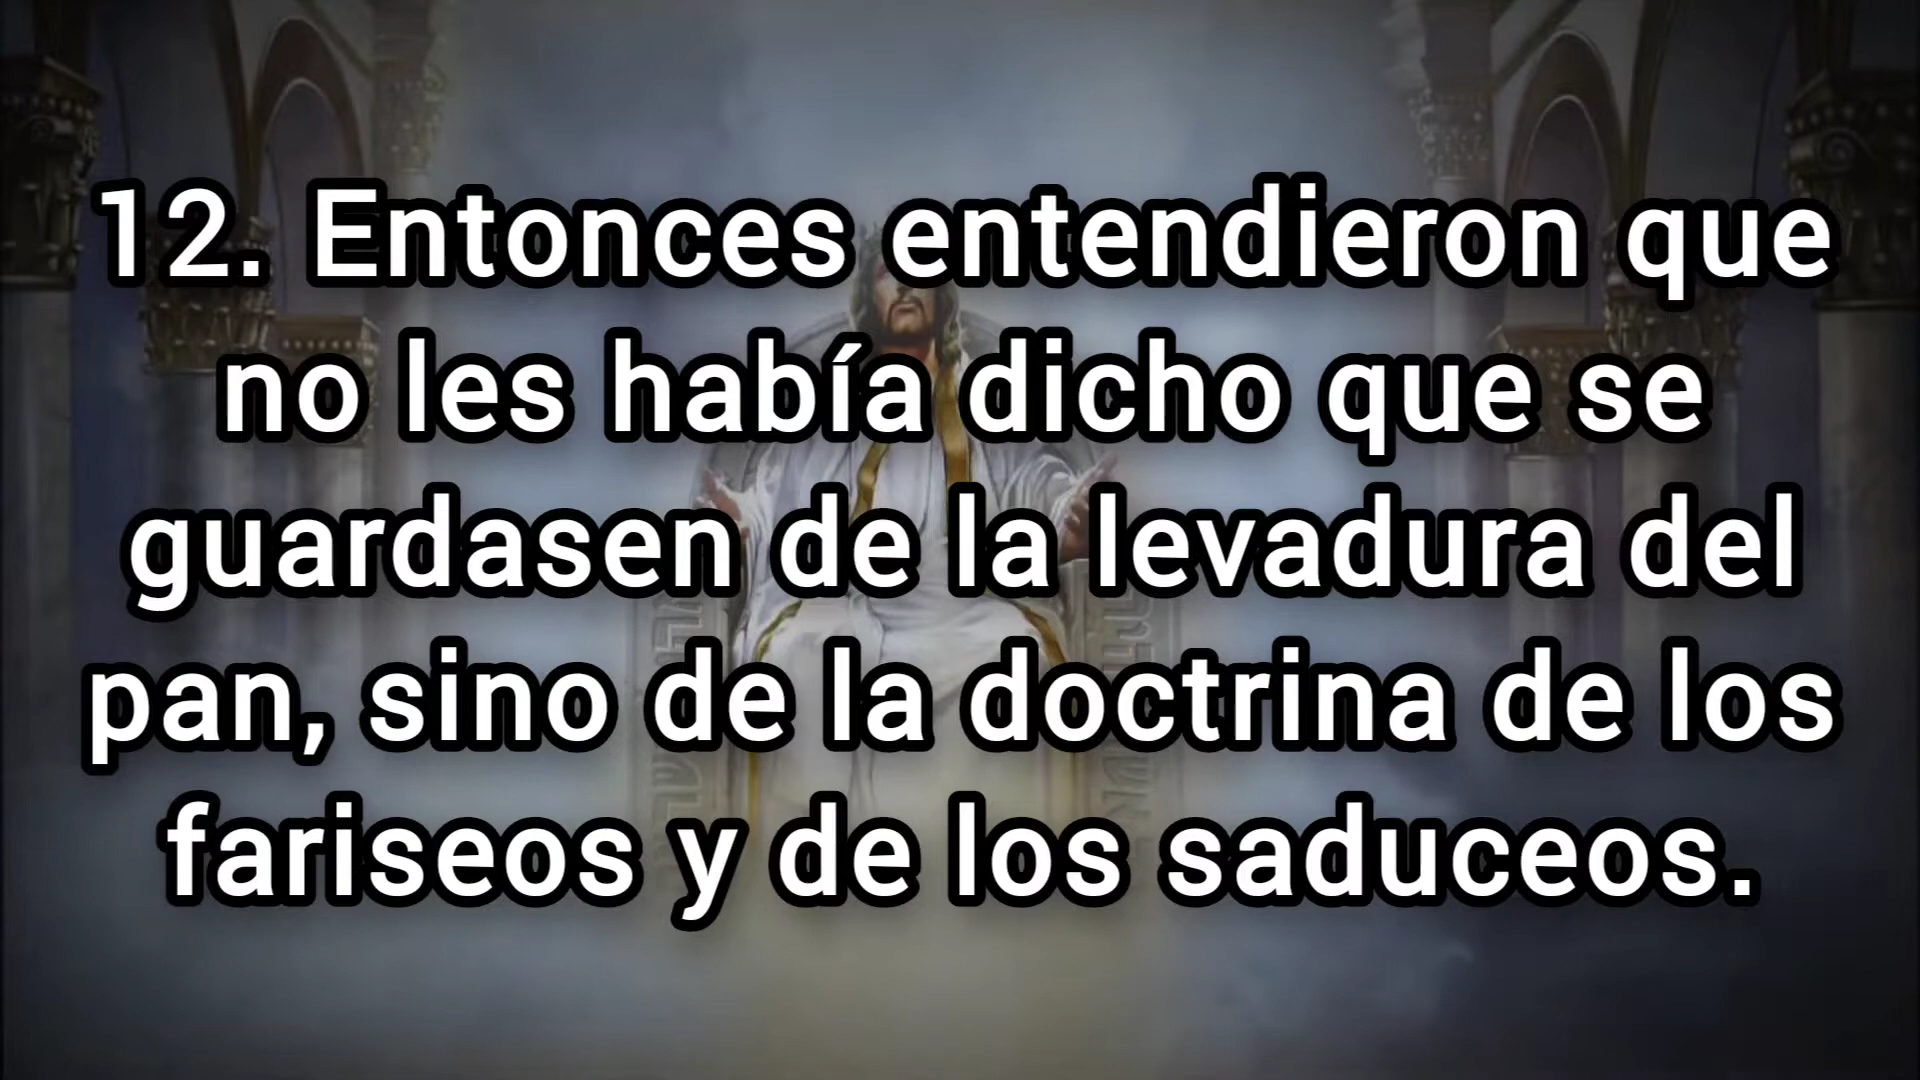 12. Entonces entendieron que
no les había dicho que se
guardasen de la levadura del
pan, sino de la doctrina de los
fariseos y de los saduceos.